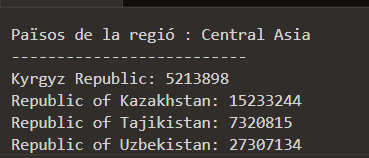 Països de la regió : Central Asia
--------------------------
Kyrgyz Republic: 5213898
Republic of Kazakhstan: 15233244
Republic of Tajikistan: 7320815
Republic of Uzbekistan: 27307134